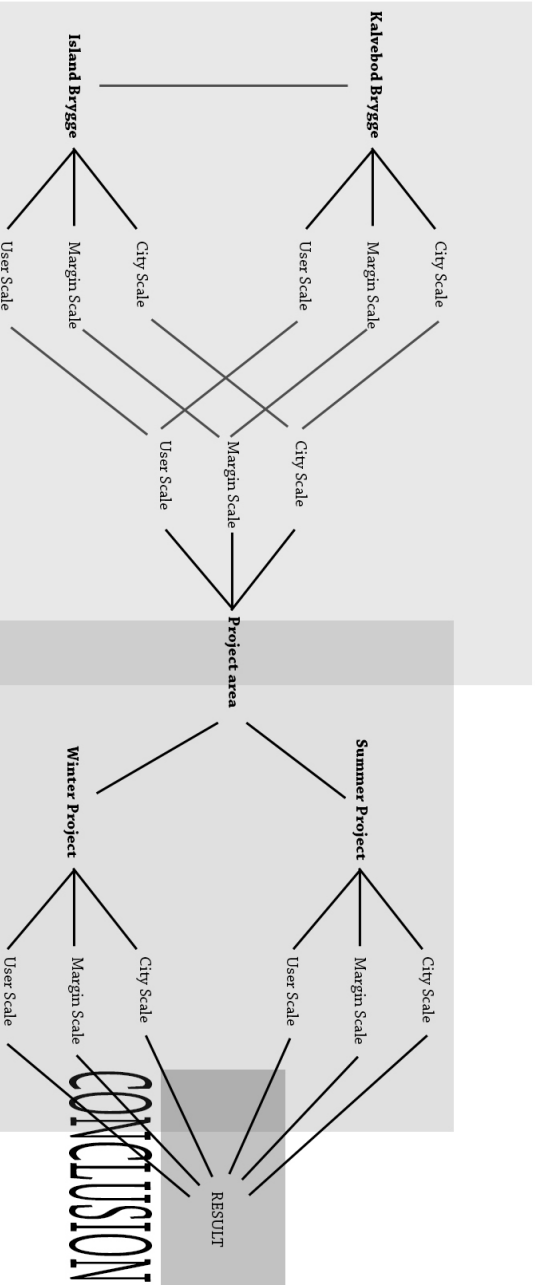 Kalvebod Brygge
City Scale
Margin Scale
User Scale
Island Brygge
City Scale
Margin Scale
User Scale
City Scale
Margin Scale
User Scale
Project area
Summer Project
City Scale
Margin Scale
User Scale
Winter Project
City Scale
Margin Scale
User Scale
RESULT
CONCLUSION